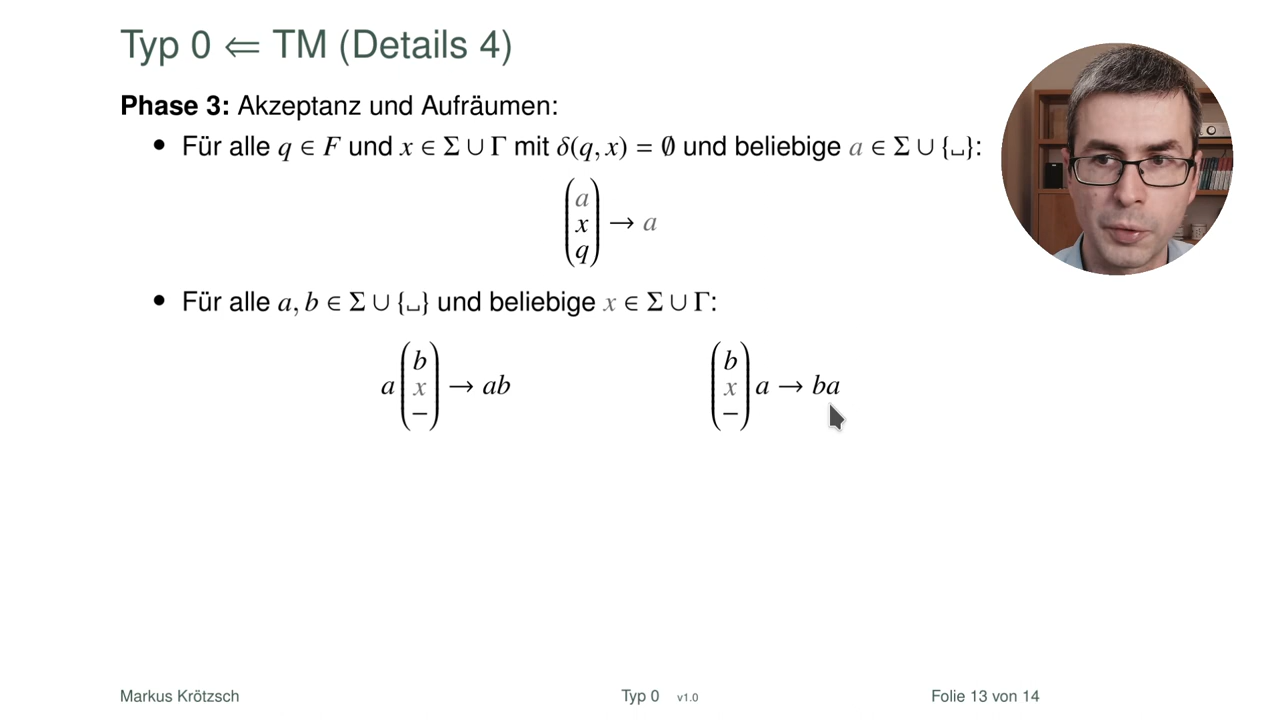 Typ 0 ⇐ TM (Details 4)
Phase 3: Akzeptanz und Aufräumen:
• Für alle q ∈ F und x ∈ Σ ∪ Γ mit δ(q, x) = ∅ und beliebige a ∈ Σ ∪ {␣}:
(a x q) → a
• Für alle a, b ∈ Σ ∪ {␣} und beliebige x ∈ Σ ∪ Γ:
a (b x −) → ab (b x −) a → ba
Markus Krötzsch Typ 0 v1.0 Folie 13 von 14